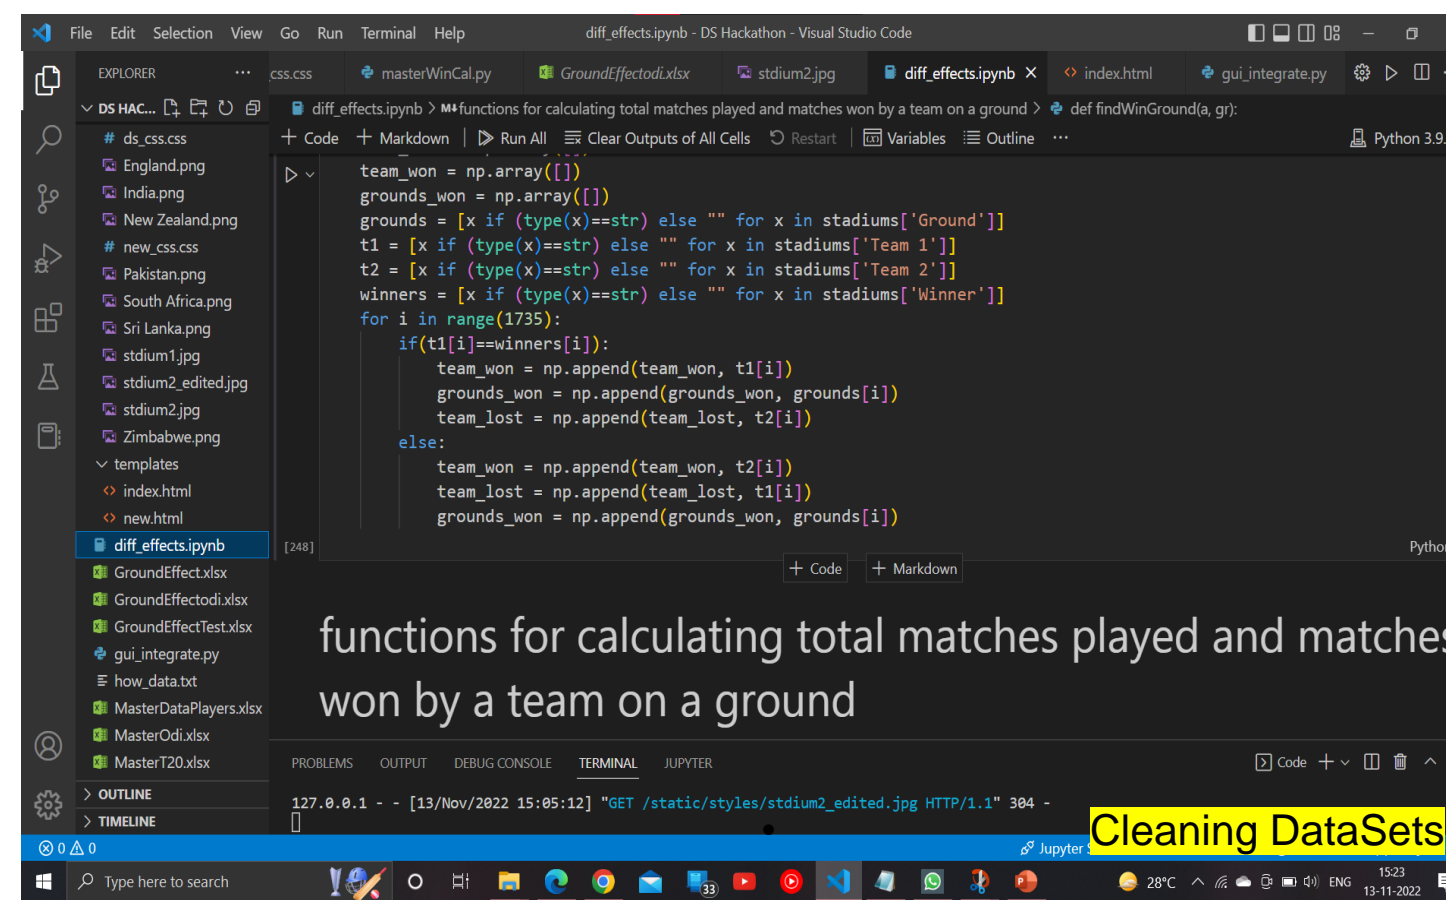 File Edit Selection View Go Run Terminal Help diff_effects.ipynb - DS Hackathon - Visual Studio Code
EXPLORER ··· css.css masterWinCal.py GroundEffectodi.xlsx stdium2.jpg diff_effects.ipynb index.html gui_integrate.py
DS HAC... diff_effects.ipynb > M↓functions for calculating total matches played and matches won by a team on a ground > def findWinGround(a, gr):
+ Code + Markdown Run All Clear Outputs of All Cells Restart Variables Outline ··· Python 3.9.
# ds_css.css
England.png
India.png
New Zealand.png
# new_css.css
Pakistan.png
South Africa.png
Sri Lanka.png
stdium1.jpg
stdium2_edited.jpg
stdium2.jpg
Zimbabwe.png
templates
<> index.html
<> new.html
diff_effects.ipynb
GroundEffect.xlsx
GroundEffectodi.xlsx
GroundEffectTest.xlsx
gui_integrate.py
how_data.txt
MasterDataPlayers.xlsx
MasterOdi.xlsx
MasterT20.xlsx
> OUTLINE
> TIMELINE
team_won = np.array([])
grounds_won = np.array([])
grounds = [x if (type(x)==str) else "" for x in stadiums['Ground']]
t1 = [x if (type(x)==str) else "" for x in stadiums['Team 1']]
t2 = [x if (type(x)==str) else "" for x in stadiums['Team 2']]
winners = [x if (type(x)==str) else "" for x in stadiums['Winner']]
for i in range(1735):
if(t1[i]==winners[i]):
team_won = np.append(team_won, t1[i])
grounds_won = np.append(grounds_won, grounds[i])
team_lost = np.append(team_lost, t2[i])
else:
team_won = np.append(team_won, t2[i])
team_lost = np.append(team_lost, t1[i])
grounds_won = np.append(grounds_won, grounds[i])
[248] Python
+ Code + Markdown
functions for calculating total matches played and matches
won by a team on a ground
PROBLEMS OUTPUT DEBUG CONSOLE TERMINAL JUPYTER Code
127.0.0.1 - - [13/Nov/2022 15:05:12] "GET /static/styles/stdium2_edited.jpg HTTP/1.1" 304 -
Cleaning DataSets
0 0 Jupyter
Type here to search 33 28°C ENG 15:23
13-11-2022